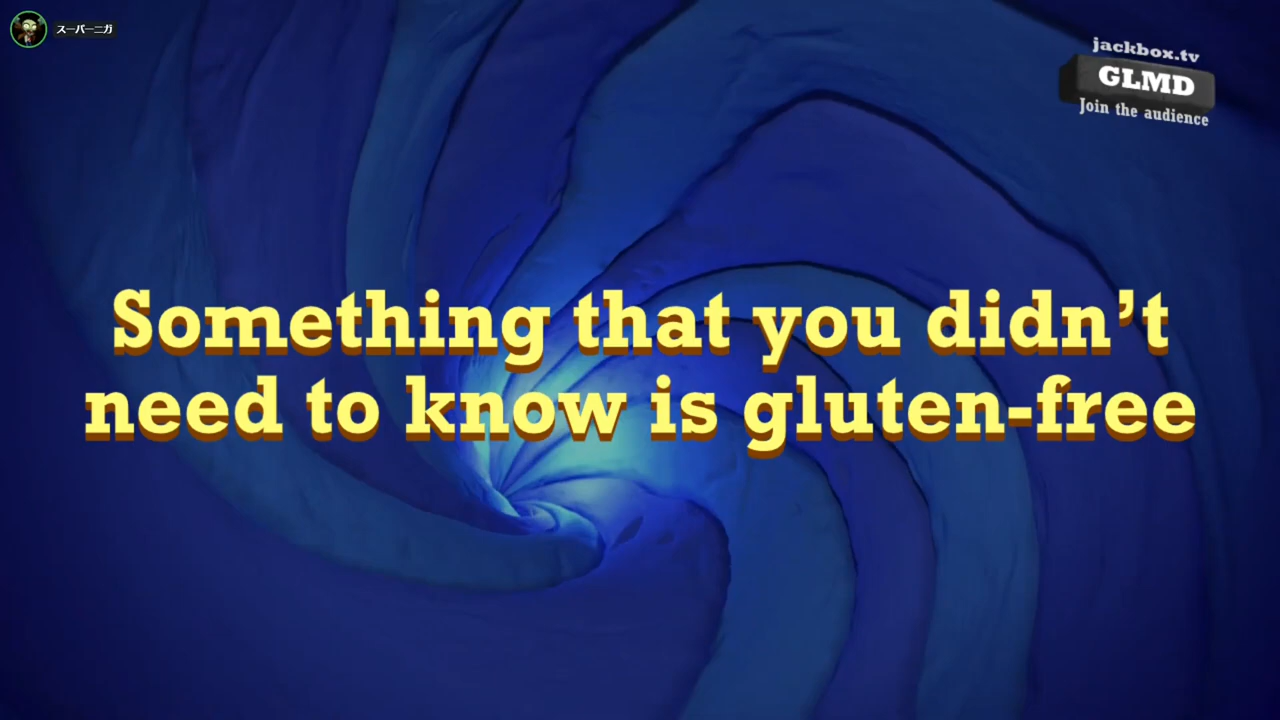 スーパーニガ
jackbox.tv
GLMD
Join the audience
Something that you didn't
need to know is gluten-free